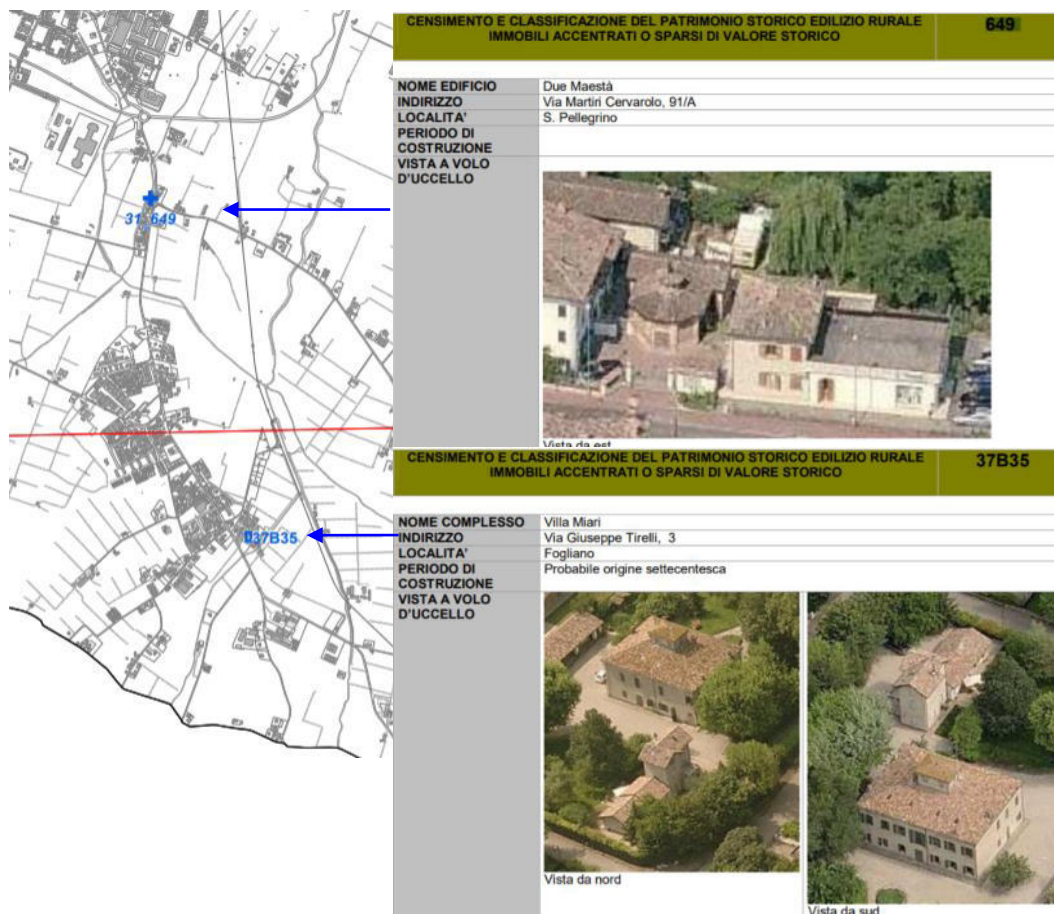 31_649
37B35
CENSIMENTO E CLASSIFICAZIONE DEL PATRIMONIO STORICO EDILIZIO RURALE
IMMOBILI ACCENTRATI O SPARSI DI VALORE STORICO
649
NOME EDIFICIO Due Maestà
INDIRIZZO Via Martiri Cervarolo, 91/A
LOCALITA' S. Pellegrino
PERIODO DI
COSTRUZIONE
VISTA A VOLO
D'UCCELLO
Vista da est
CENSIMENTO E CLASSIFICAZIONE DEL PATRIMONIO STORICO EDILIZIO RURALE
IMMOBILI ACCENTRATI O SPARSI DI VALORE STORICO
37B35
NOME COMPLESSO Villa Miari
INDIRIZZO Via Giuseppe Tirelli, 3
LOCALITA' Fogliano
PERIODO DI Probabile origine settecentesca
COSTRUZIONE
VISTA A VOLO
D'UCCELLO
Vista da nord
Vista da sud